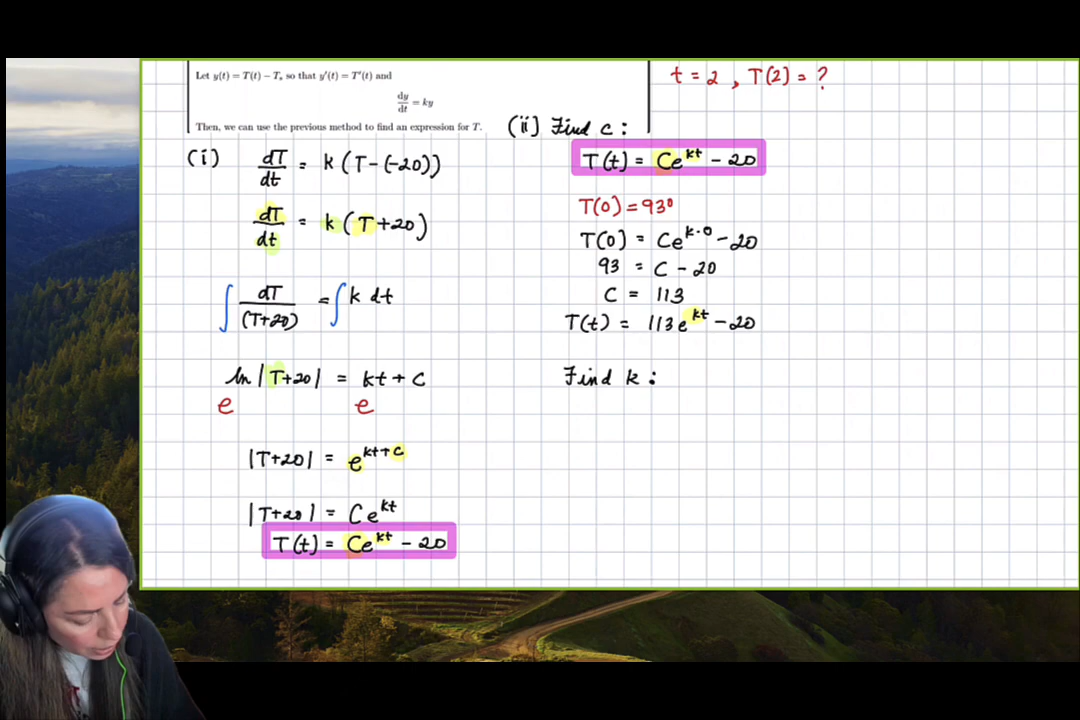 Let y(t) = T(t) − Ts so that y′(t) = T′(t) and
dy/dt = ky
Then, we can use the previous method to find an expression for T.
t = 2 , T(2) = ?
(i) dT/dt = k (T - (-20))
dT/dt = k (T + 20)
∫ dT/(T+20) = ∫ k dt
ln |T+20| = kt + C
e e
|T+20| = e^{kt+c}
|T+20| = Ce^{kt}
T(t) = Ce^{kt} - 20
(ii) Find c :
T(t) = Ce^{kt} - 20
T(0) = 93°
T(0) = Ce^{k·0} - 20
93 = C - 20
C = 113
T(t) = 113e^{kt} - 20
Find k :